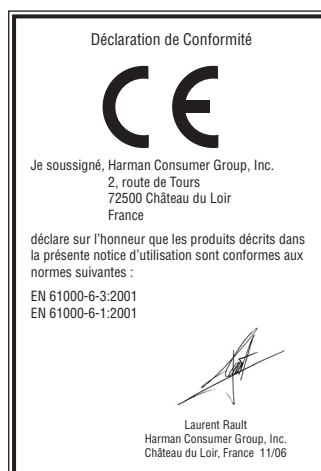 Déclaration de Conformité
CE
Je soussigné, Harman Consumer Group, Inc.
2, route de Tours
72500 Château du Loir
France
déclare sur l'honneur que les produits décrits dans
la présente notice d'utilisation sont conformes aux
normes suivantes :
EN 61000-6-3:2001
EN 61000-6-1:2001
Laurent Rault
Harman Consumer Group, Inc.
Château du Loir, France 11/06